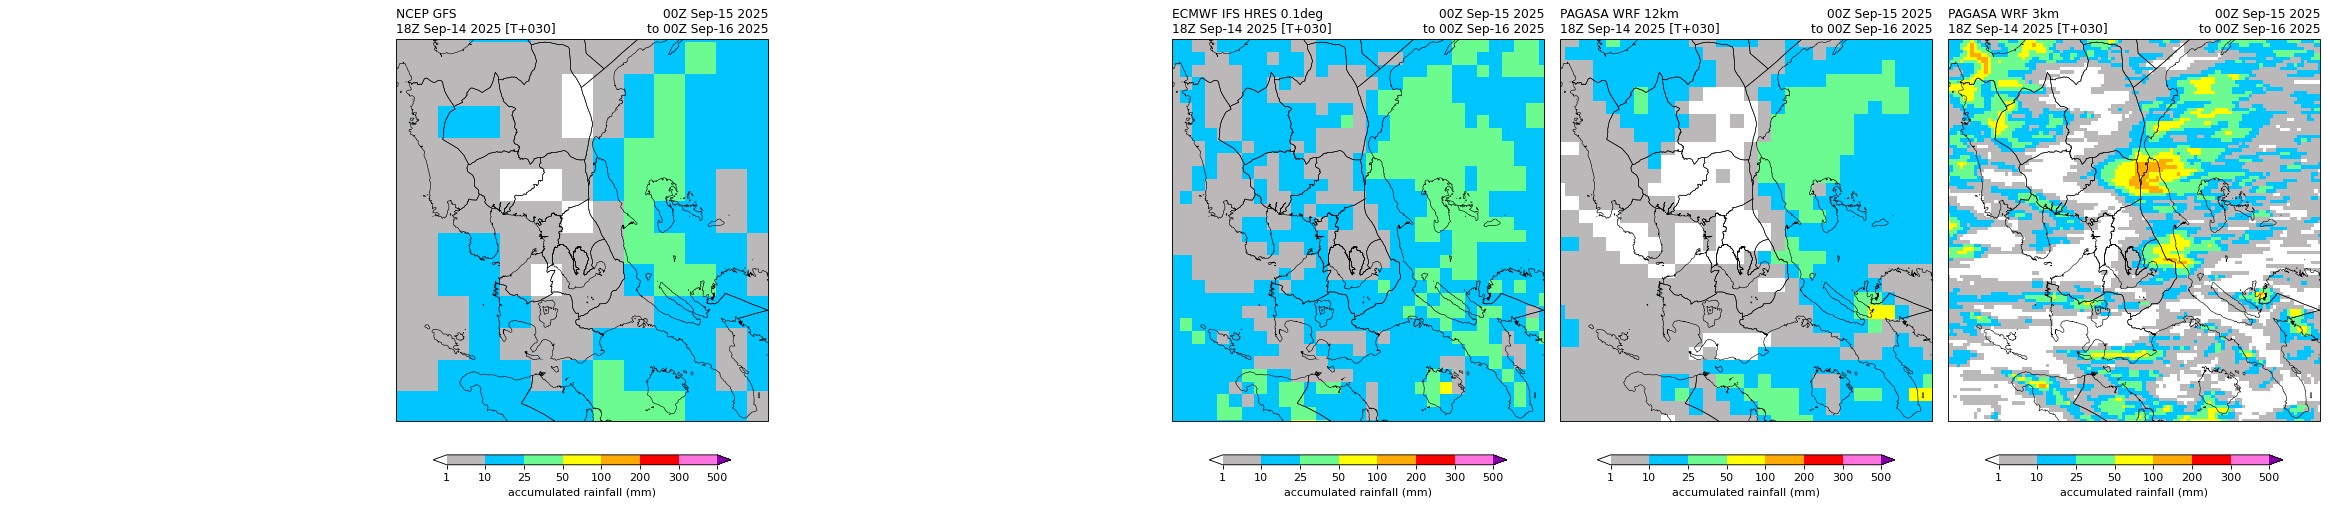 NCEP GFS 00Z Sep-15 2025
18Z Sep-14 2025 [T+030] to 00Z Sep-16 2025
1 10 25 50 100 200 300 500
accumulated rainfall (mm)
ECMWF IFS HRES 0.1deg 00Z Sep-15 2025
18Z Sep-14 2025 [T+030] to 00Z Sep-16 2025
1 10 25 50 100 200 300 500
accumulated rainfall (mm)
PAGASA WRF 12km 00Z Sep-15 2025
18Z Sep-14 2025 [T+030] to 00Z Sep-16 2025
1 10 25 50 100 200 300 500
accumulated rainfall (mm)
PAGASA WRF 3km 00Z Sep-15 2025
18Z Sep-14 2025 [T+030] to 00Z Sep-16 2025
1 10 25 50 100 200 300 500
accumulated rainfall (mm)